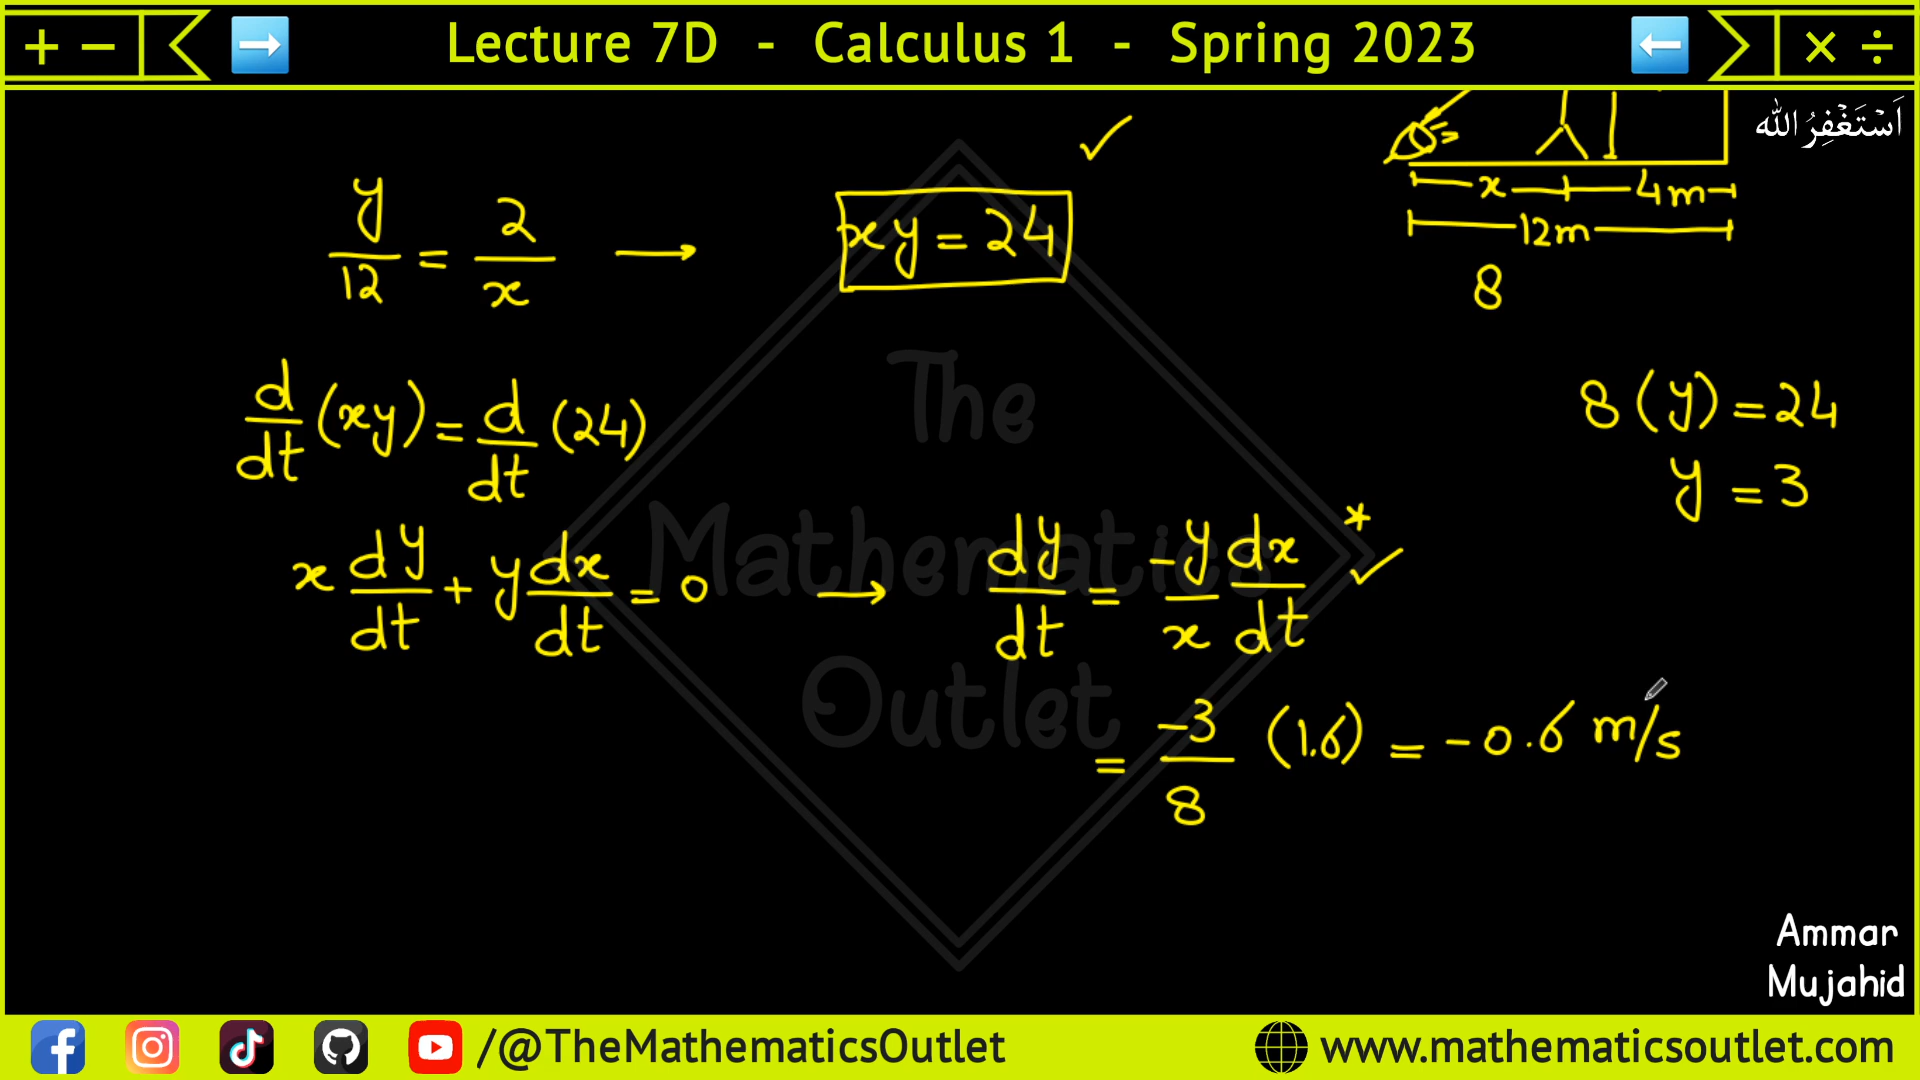 + − Lecture 7D - Calculus 1 - Spring 2023 × ÷
اَسْتَغْفِرُ اللّٰه
x 4m
12m
8
y/12 = 2/x → xy = 24 ✓
d/dt (xy) = d/dt (24)
8 (y) = 24
y = 3
x dy/dt + y dx/dt = 0 → dy/dt = -y/x dx/dt * ✓
= -3/8 (1.6) = -0.6 m/s
The
Mathematics
Outlet
Ammar
Mujahid
/@TheMathematicsOutlet www.mathematicsoutlet.com